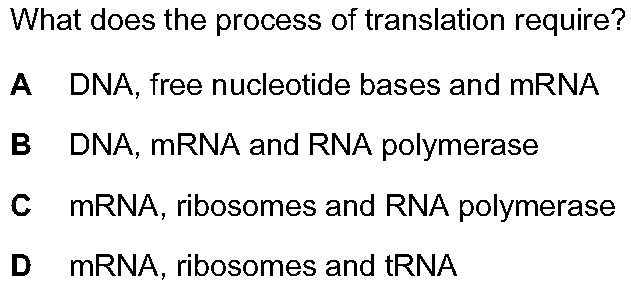 What does the process of translation require?
A DNA, free nucleotide bases and mRNA
B DNA, mRNA and RNA polymerase
C mRNA, ribosomes and RNA polymerase
D mRNA, ribosomes and tRNA